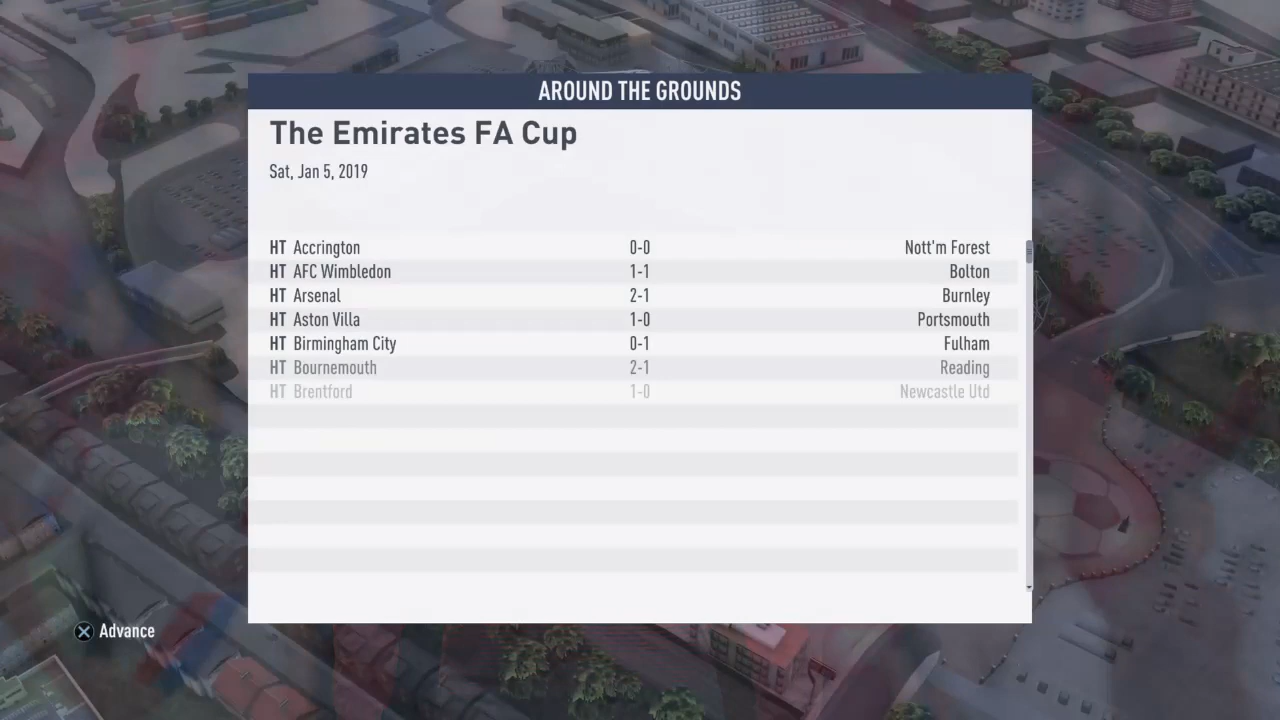 AROUND THE GROUNDS
The Emirates FA Cup
Sat, Jan 5, 2019
HT Accrington 0-0 Nott'm Forest
HT AFC Wimbledon 1-1 Bolton
HT Arsenal 2-1 Burnley
HT Aston Villa 1-0 Portsmouth
HT Birmingham City 0-1 Fulham
HT Bournemouth 2-1 Reading
HT Brentford 1-0 Newcastle Utd
Advance